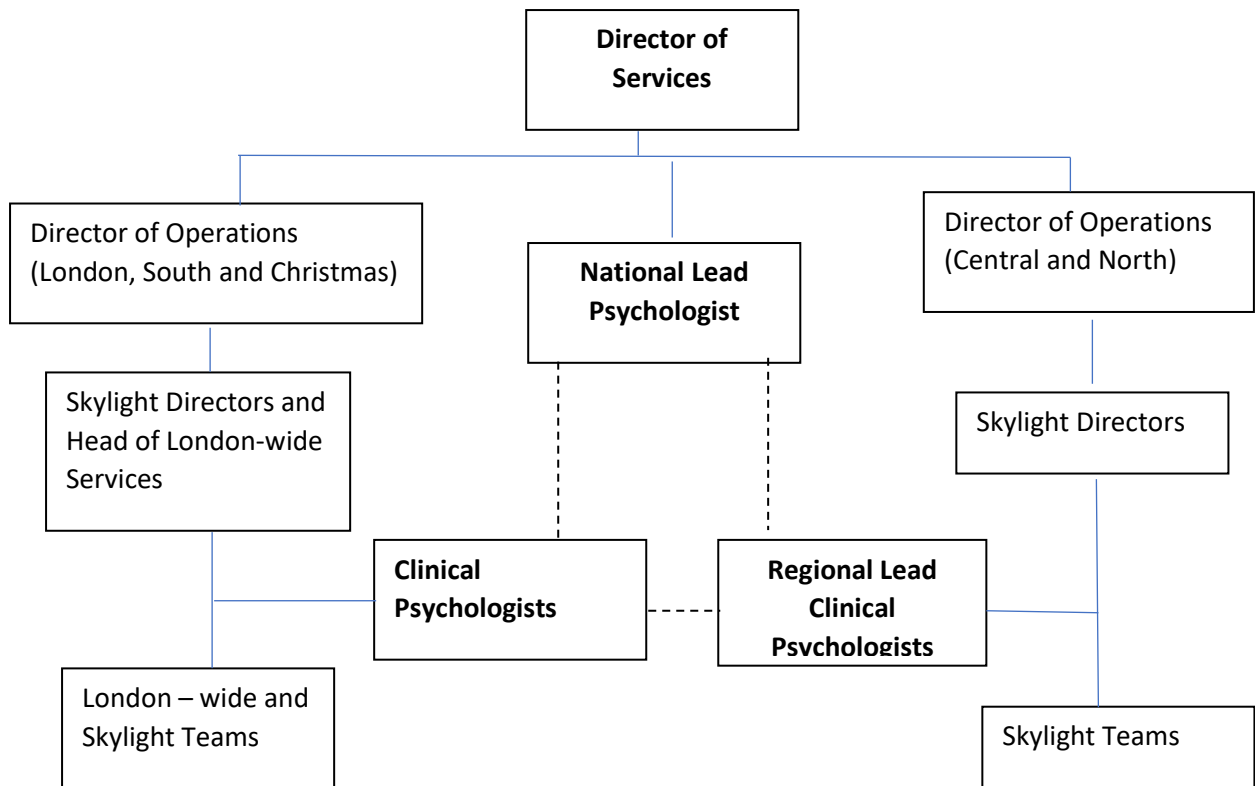 Director of
Services
Director of Operations
(London, South and Christmas)
National Lead
Psychologist
Director of Operations
(Central and North)
Skylight Directors and
Head of London-wide
Services
Skylight Directors
Clinical
Psychologists
Regional Lead
Clinical
Psychologists
London – wide and
Skylight Teams
Skylight Teams